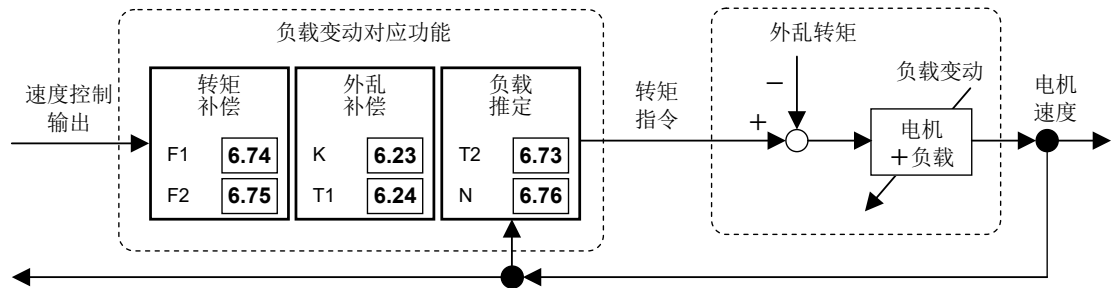 负载变动对应功能
外乱转矩
速度控制
输出
转矩
补偿
F1 6.74
F2 6.75
外乱
补偿
K 6.23
T1 6.24
负载
推定
T2 6.73
N 6.76
转矩
指令
+
−
负载变动
电机
+负载
电机
速度